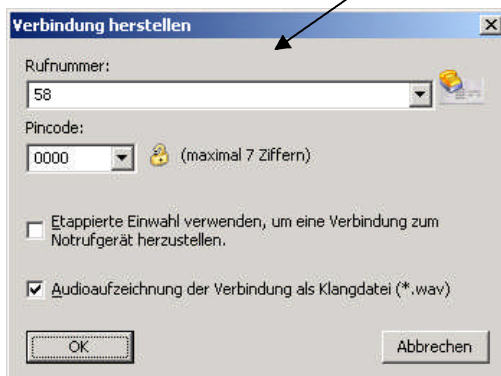 Verbindung herstellen
Rufnummer:
58
Pincode:
0000
(maximal 7 Ziffern)
Etappierte Einwahl verwenden, um eine Verbindung zum
Notrufgerät herzustellen.
Audioaufzeichnung der Verbindung als Klangdatei (*.wav)
OK
Abbrechen